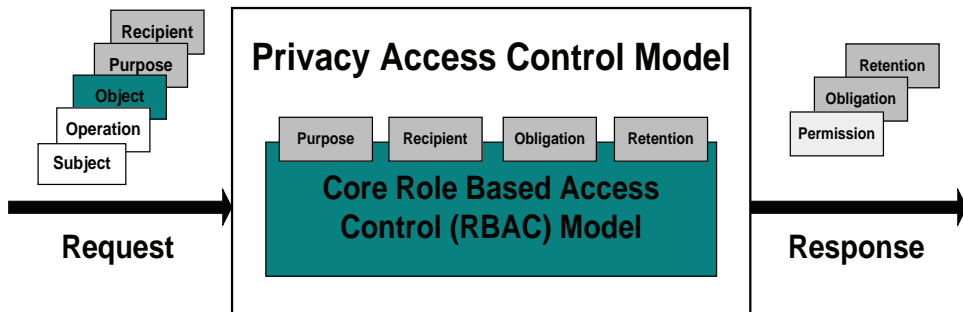 Recipient
Purpose
Object
Operation
Subject
Request
Privacy Access Control Model
Purpose
Recipient
Obligation
Retention
Core Role Based Access
Control (RBAC) Model
Retention
Obligation
Permission
Response